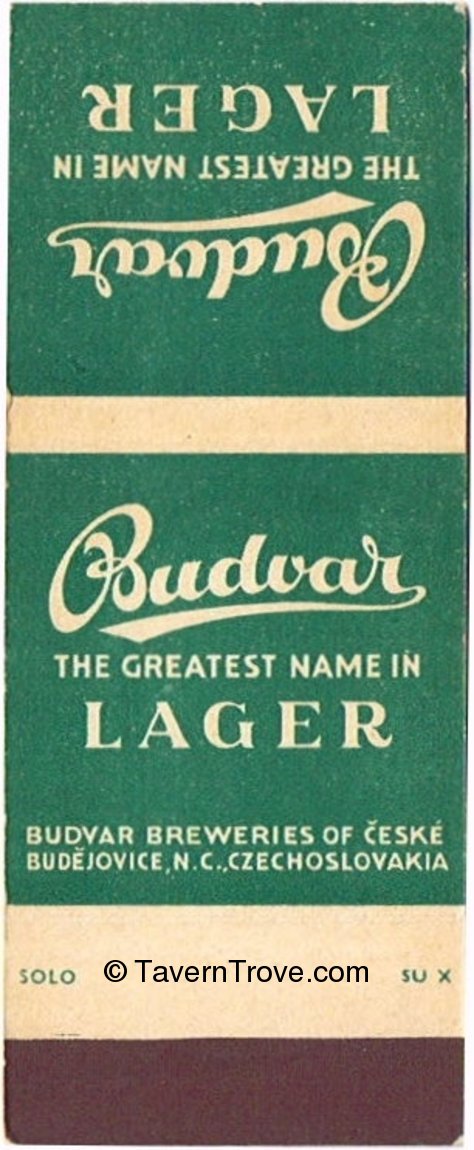 LAGER
THE GREATEST NAME IN
Budvar
Budvar
THE GREATEST NAME IN
LAGER
BUDVAR BREWERIES OF ČESKÉ
BUDĚJOVICE, N.C., CZECHOSLOVAKIA
SOLO © TavernTrove.com SU X